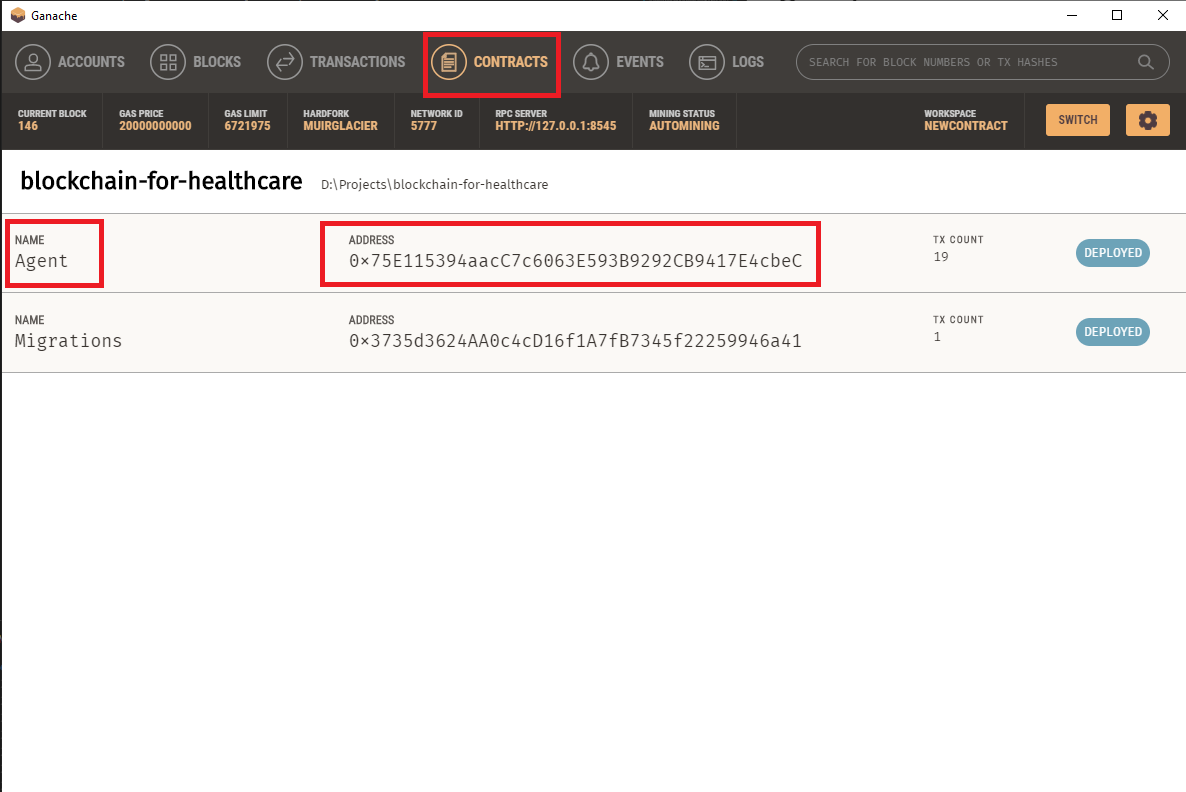 Ganache
ACCOUNTS BLOCKS TRANSACTIONS CONTRACTS EVENTS LOGS SEARCH FOR BLOCK NUMBERS OR TX HASHES
CURRENT BLOCK GAS PRICE GAS LIMIT HARDFORK NETWORK ID RPC SERVER MINING STATUS WORKSPACE
146 20000000000 6721975 MUIRGLACIER 5777 HTTP://127.0.0.1:8545 AUTOMINING NEWCONTRACT SWITCH
blockchain-for-healthcare D:\Projects\blockchain-for-healthcare
NAME ADDRESS TX COUNT
Agent 0×75E115394aacC7c6063E593B9292CB9417E4cbeC 19 DEPLOYED
NAME ADDRESS TX COUNT
Migrations 0×3735d3624AA0c4cD16f1A7fB7345f22259946a41 1 DEPLOYED